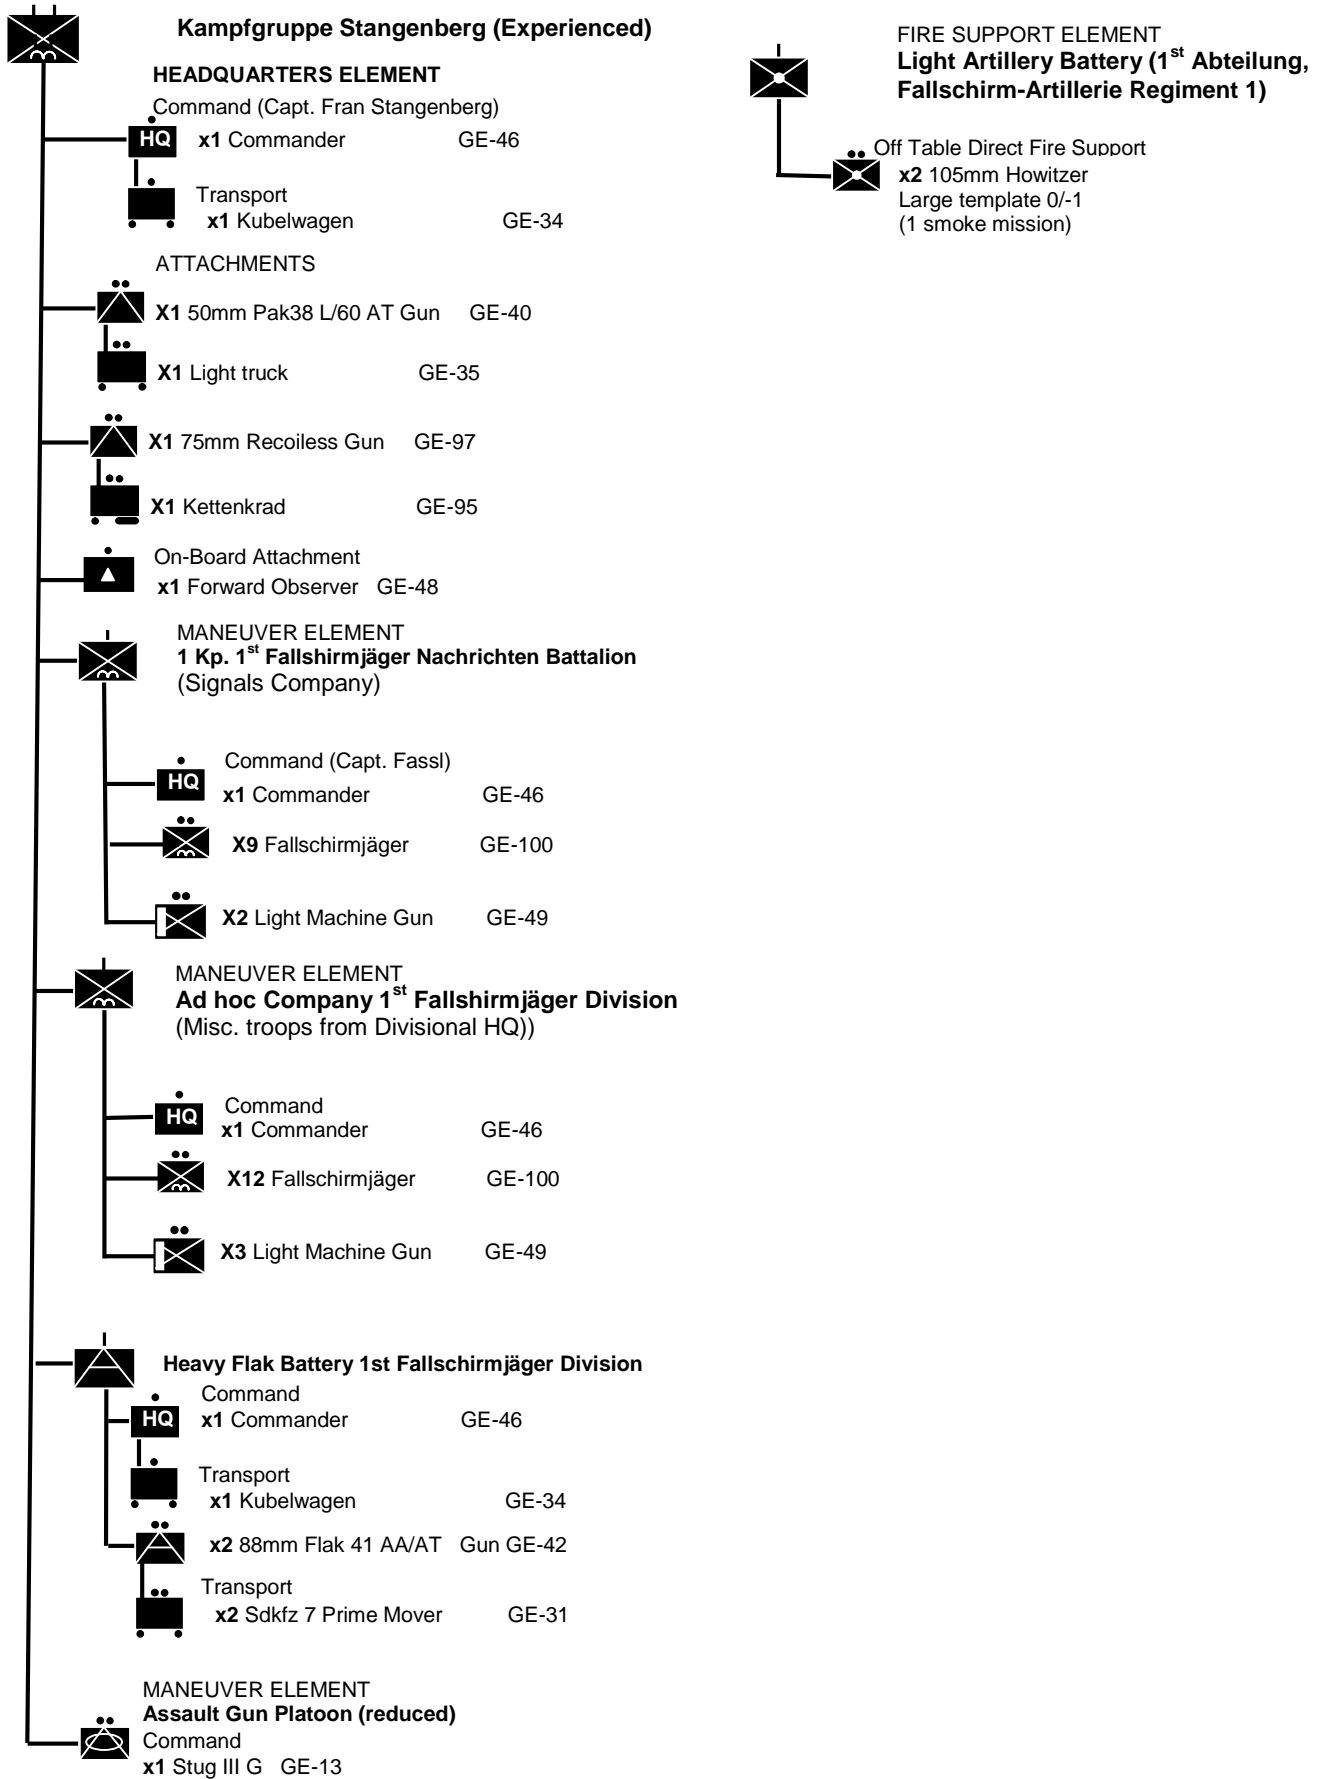 Kampfgruppe Stangenberg (Experienced)
HEADQUARTERS ELEMENT
Command (Capt. Fran Stangenberg)
HQ x1 Commander GE-46
Transport
x1 Kubelwagen GE-34
ATTACHMENTS
X1 50mm Pak38 L/60 AT Gun GE-40
X1 Light truck GE-35
X1 75mm Recoiless Gun GE-97
X1 Kettenkrad GE-95
On-Board Attachment
x1 Forward Observer GE-48
MANEUVER ELEMENT
1 Kp. 1st Fallshirmjäger Nachrichten Battalion
(Signals Company)
Command (Capt. Fassl)
HQ x1 Commander GE-46
X9 Fallschirmjäger GE-100
X2 Light Machine Gun GE-49
MANEUVER ELEMENT
Ad hoc Company 1st Fallshirmjäger Division
(Misc. troops from Divisional HQ))
Command
HQ x1 Commander GE-46
X12 Fallschirmjäger GE-100
X3 Light Machine Gun GE-49
Heavy Flak Battery 1st Fallschirmjäger Division
Command
HQ x1 Commander GE-46
Transport
x1 Kubelwagen GE-34
x2 88mm Flak 41 AA/AT Gun GE-42
Transport
x2 Sdkfz 7 Prime Mover GE-31
MANEUVER ELEMENT
Assault Gun Platoon (reduced)
Command
x1 Stug III G GE-13
FIRE SUPPORT ELEMENT
Light Artillery Battery (1st Abteilung,
Fallschirm-Artillerie Regiment 1)
Off Table Direct Fire Support
x2 105mm Howitzer
Large template 0/-1
(1 smoke mission)